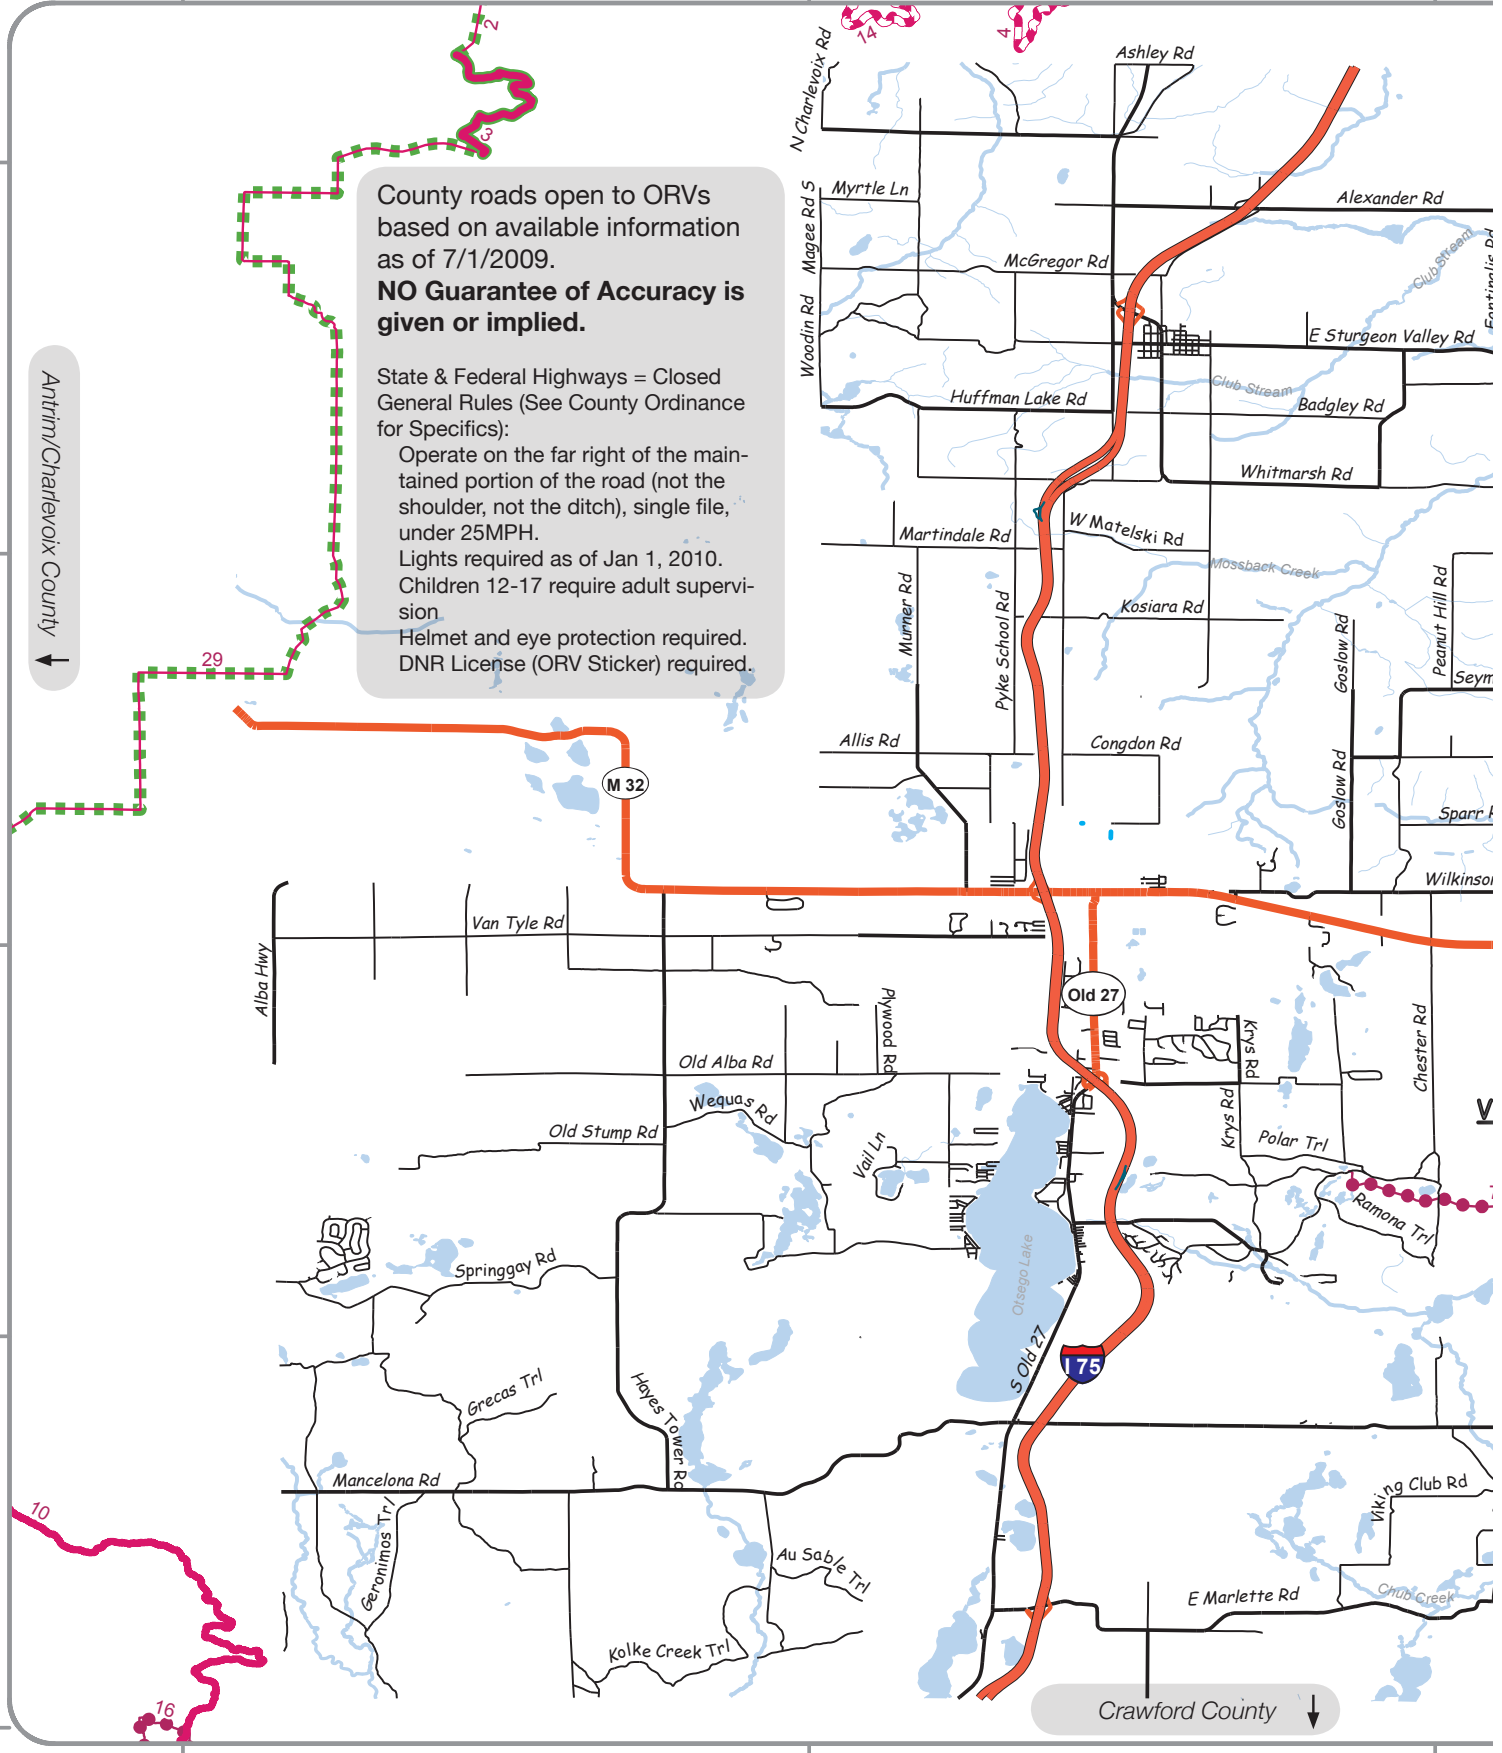 2
3
14
4
N Charlevoix Rd
Ashley Rd
County roads open to ORVs
based on available information
as of 7/1/2009.
NO Guarantee of Accuracy is
given or implied.
State & Federal Highways = Closed
General Rules (See County Ordinance
for Specifics):
Operate on the far right of the main-
tained portion of the road (not the
shoulder, not the ditch), single file,
under 25MPH.
Lights required as of Jan 1, 2010.
Children 12-17 require adult supervi-
sion
Helmet and eye protection required.
DNR License (ORV Sticker) required.
Antrim/Charlevoix County
29
Myrtle Ln
Magee Rd S
Alexander Rd
McGregor Rd
Club Stream
Fontinalis Rd
Woodin Rd
E Sturgeon Valley Rd
Club Stream
Huffman Lake Rd
Badgley Rd
Whitmarsh Rd
Martindale Rd
W Matelski Rd
Mossback Creek
Murner Rd
Pyke School Rd
Kosiara Rd
Goslow Rd
Peanut Hill Rd
Seym
Allis Rd
Congdon Rd
M 32
Goslow Rd
Sparr R
Wilkinson
Van Tyle Rd
Alba Hwy
Old 27
Plywood Rd
Krys Rd
Chester Rd
Old Alba Rd
Wequas Rd
Old Stump Rd
Vail Ln
Krys Rd
Polar Trl
V
Ramona Trl
Springgay Rd
Otsego Lake
S Old 27
I 75
Grecas Trl
Hayes Tower Rd
Mancelona Rd
Geronimos Trl
Viking Club Rd
10
Au Sable Trl
E Marlette Rd
Chub Creek
Kolke Creek Trl
16
Crawford County